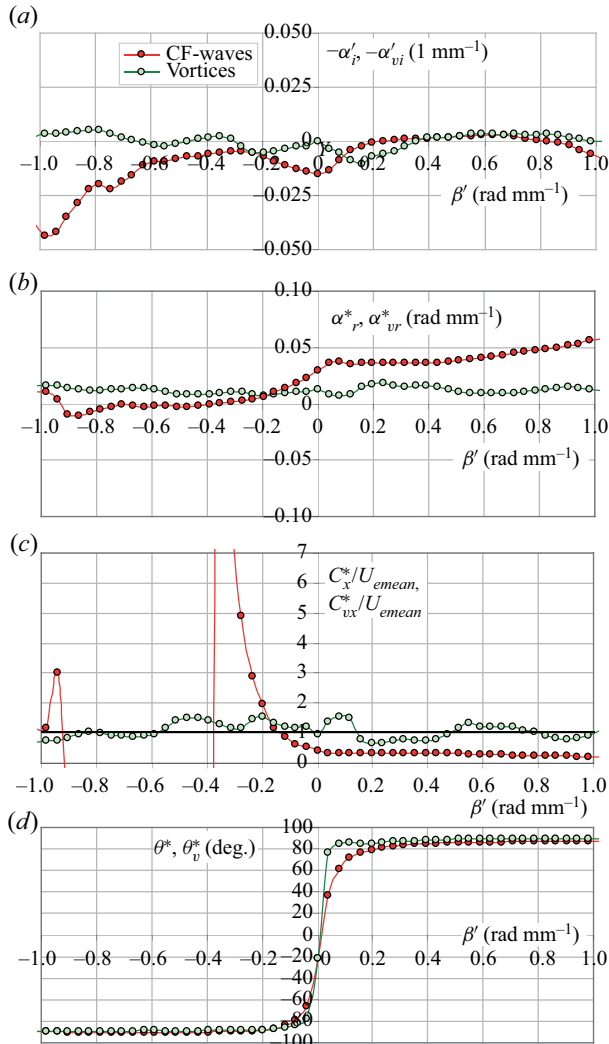 (a)
0.050
−α′i, −α′vi (1 mm−1)
CF-waves
Vortices
0.025
0
−1.0 −0.8 −0.6 −0.4 −0.2 0 0.2 0.4 0.6 0.8 1.0
−0.025
β′ (rad mm−1)
−0.050
(b)
0.10
α*r, α*vr (rad mm−1)
0.05
0
−1.0 −0.8 −0.6 −0.4 −0.2 0 0.2 0.4 0.6 0.8 1.0
β′ (rad mm−1)
−0.05
−0.10
(c)
7
C*x/Uemean,
6
C*vx/Uemean
5
4
3
2
1
−1.0 −0.8 −0.6 −0.4 −0.2 0 0.2 0.4 0.6 0.8 1.0
β′ (rad mm−1)
(d)
100
θ*, θ*v (deg.)
80
60
40
20
β′ (rad mm−1)
0
−1.0 −0.8 −0.6 −0.4 −0.2 0.2 0.4 0.6 0.8 1.0
−20
−40
−60
−80
−100